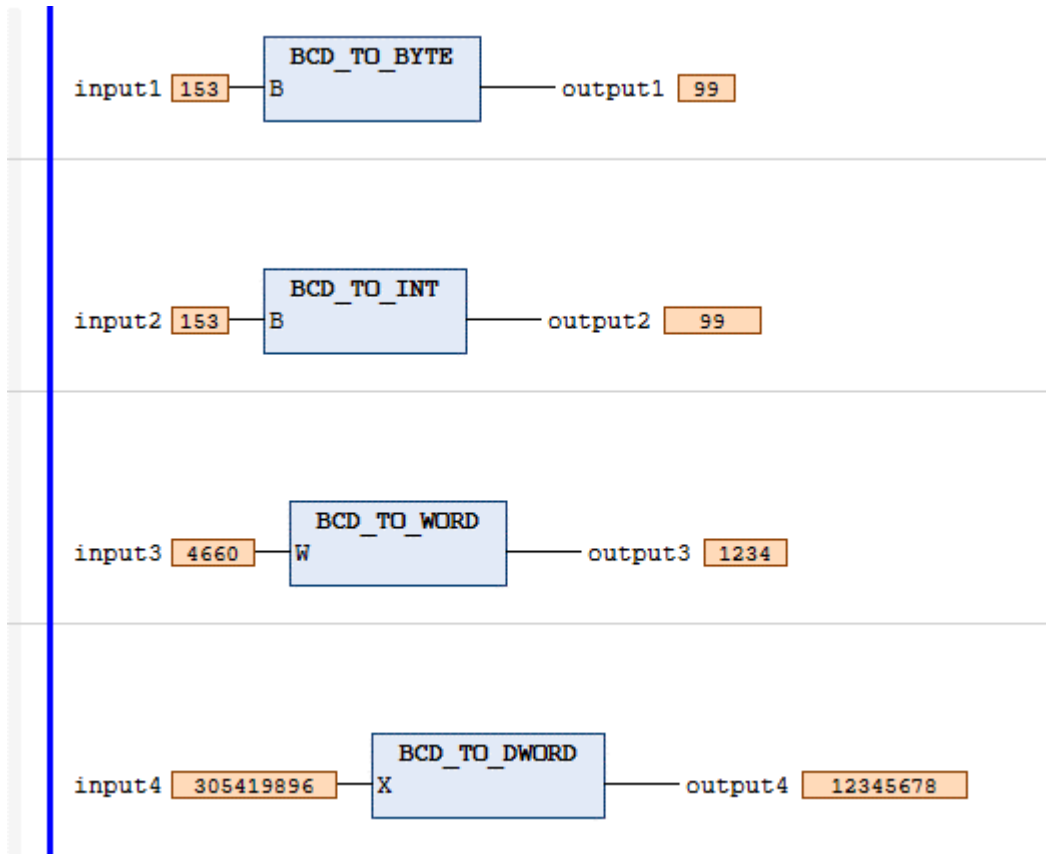 BCD_TO_BYTE
input1 153 B output1 99
BCD_TO_INT
input2 153 B output2 99
BCD_TO_WORD
input3 4660 W output3 1234
BCD_TO_DWORD
input4 305419896 X output4 12345678